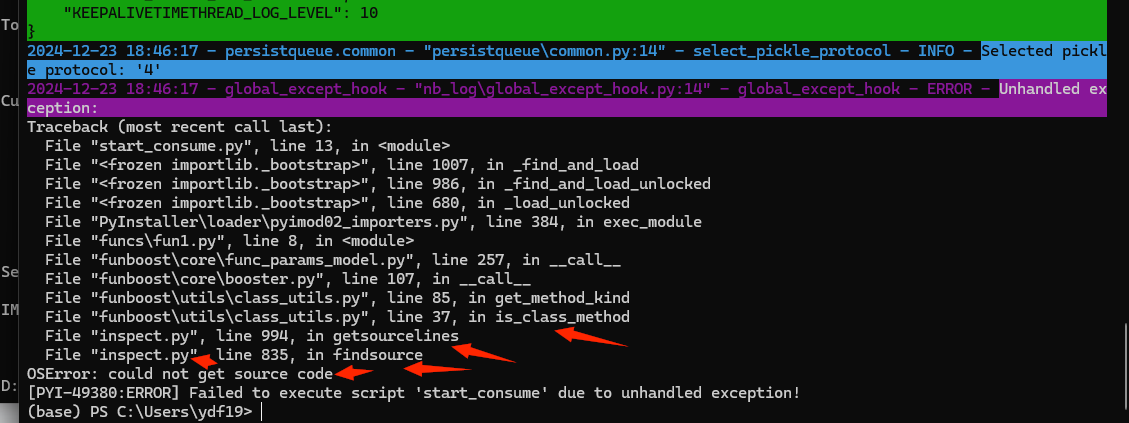 To
"KEEPALIVETIMETHREAD_LOG_LEVEL": 10
}
2024-12-23 18:46:17 - persistqueue.common - "persistqueue\common.py:14" - select_pickle_protocol - INFO - Selected pickl
e protocol: '4'
2024-12-23 18:46:17 - global_except_hook - "nb_log\global_except_hook.py:14" - global_except_hook - ERROR - Unhandled ex
Cu
ception:
Traceback (most recent call last):
File "start_consume.py", line 13, in <module>
File "<frozen importlib._bootstrap>", line 1007, in _find_and_load
File "<frozen importlib._bootstrap>", line 986, in _find_and_load_unlocked
File "<frozen importlib._bootstrap>", line 680, in _load_unlocked
File "PyInstaller\loader\pyimod02_importers.py", line 384, in exec_module
File "funcs\fun1.py", line 8, in <module>
File "funboost\core\func_params_model.py", line 257, in __call__
Se
File "funboost\core\booster.py", line 107, in __call__
File "funboost\utils\class_utils.py", line 85, in get_method_kind
IM
File "funboost\utils\class_utils.py", line 37, in is_class_method
File "inspect.py", line 994, in getsourcelines
File "inspect.py", line 835, in findsource
OSError: could not get source code
D:
[PYI-49380:ERROR] Failed to execute script 'start_consume' due to unhandled exception!
(base) PS C:\Users\ydf19>